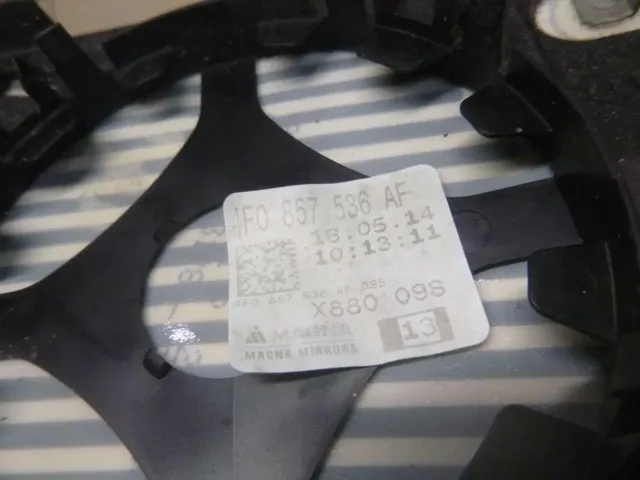 4F0 857 536 AF
16.05.14
10:13:11
4F0 857 536 AF 09S
X880 09S
MAGNA 13
MAGNA MIRRORS